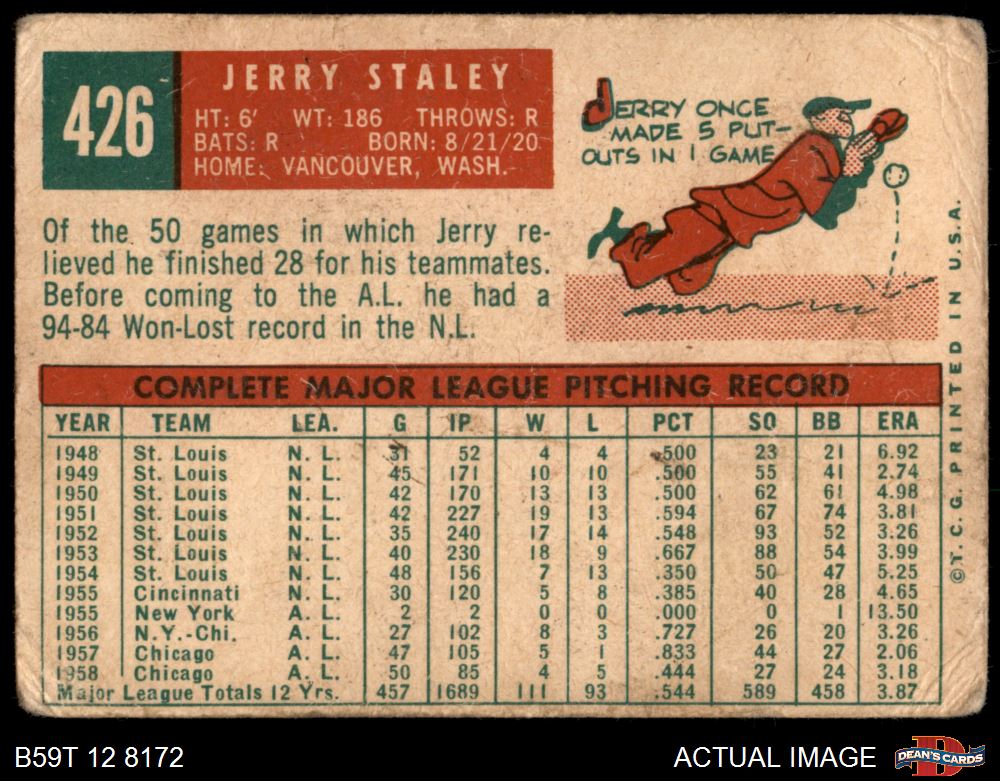 426
JERRY STALEY
HT: 6' WT: 186 THROWS: R
BATS: R BORN: 8/21/20
HOME: VANCOUVER, WASH.
JERRY ONCE
MADE 5 PUT-
OUTS IN 1 GAME
Of the 50 games in which Jerry re-
lieved he finished 28 for his teammates.
Before coming to the A.L. he had a
94-84 Won-Lost record in the N.L.
COMPLETE MAJOR LEAGUE PITCHING RECORD
YEAR TEAM LEA. G IP W L PCT SO BB ERA
1948 St. Louis N. L. 31 52 4 4 .500 23 21 6.92
1949 St. Louis N. L. 45 171 10 10 .500 55 41 2.74
1950 St. Louis N. L. 42 170 13 13 .500 62 61 4.98
1951 St. Louis N. L. 42 227 19 13 .594 67 74 3.81
1952 St. Louis N. L. 35 240 17 14 .548 93 52 3.26
1953 St. Louis N. L. 40 230 18 9 .667 88 54 3.99
1954 St. Louis N. L. 48 156 7 13 .350 50 47 5.25
1955 Cincinnati N. L. 30 120 5 8 .385 40 28 4.65
1955 New York A. L. 2 2 0 0 .000 0 1 13.50
1956 N.Y.-Chi. A. L. 27 102 8 3 .727 26 20 3.26
1957 Chicago A. L. 47 105 5 1 .833 44 27 2.06
1958 Chicago A. L. 50 85 4 5 .444 27 24 3.18
Major League Totals 12 Yrs. 457 1689 111 93 .544 589 458 3.87
© T. C. G. PRINTED IN U.S.A.
B59T 12 8172
ACTUAL IMAGE
D
DEAN'S CARDS